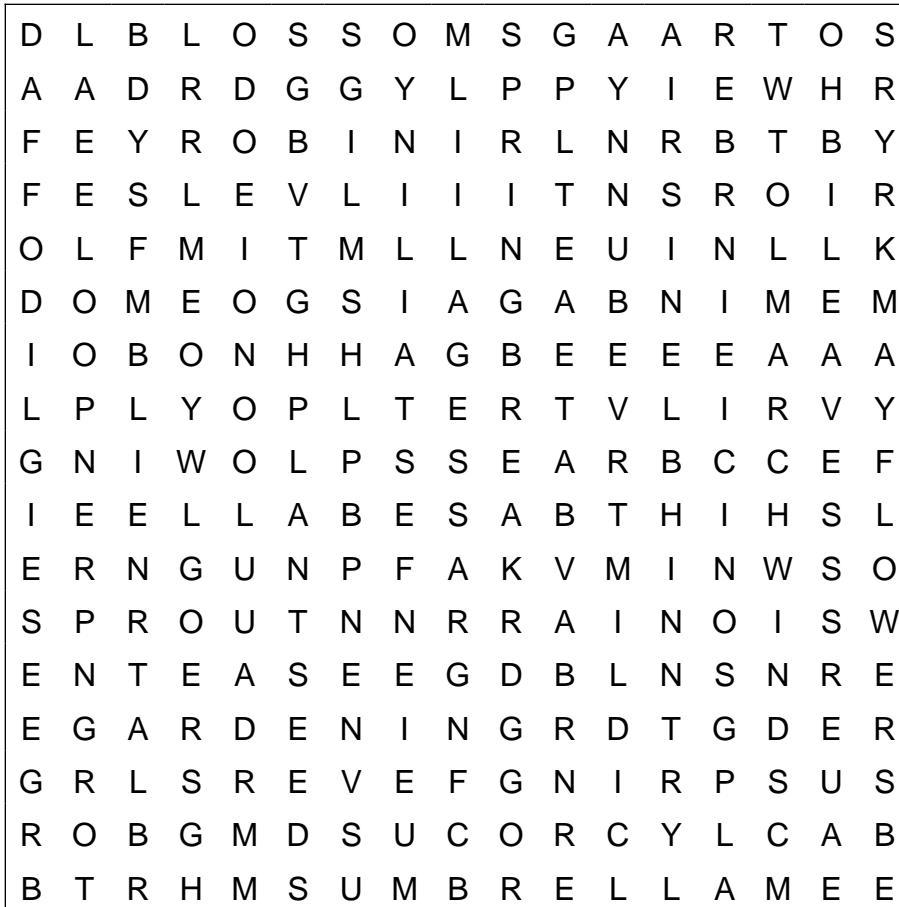 D L B L O S S O M S G A A R T O S
A A D R D G G Y L P P Y I E W H R
F E Y R O B I N I R L N R B T B Y
F E S L E V L I I I T N S R O I R
O L F M I T M L L N E U I N L L K
D O M E O G S I A G A B N I M E M
I O B O N H H A G B E E E E A A A
L P L Y O P L T E R T V L I R V Y
G N I W O L P S S E A R B C C E F
I E E L L A B E S A B T H I H S L
E R N G U N P F A K V M I N W S O
S P R O U T N N R R A I N O I S W
E N T E A S E E G D B L N S N R E
E G A R D E N I N G R D T G D E R
G R L S R E V E F G N I R P S U S
R O B G M D S U C O R C Y L C A B
B T R H M S U M B R E L L A M E E